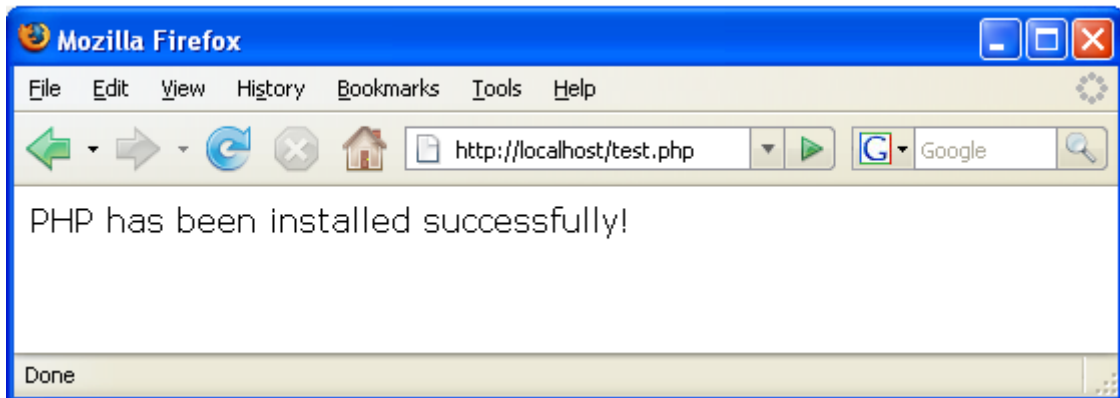 Mozilla Firefox
File Edit View History Bookmarks Tools Help
http://localhost/test.php G Google
PHP has been installed successfully!
Done